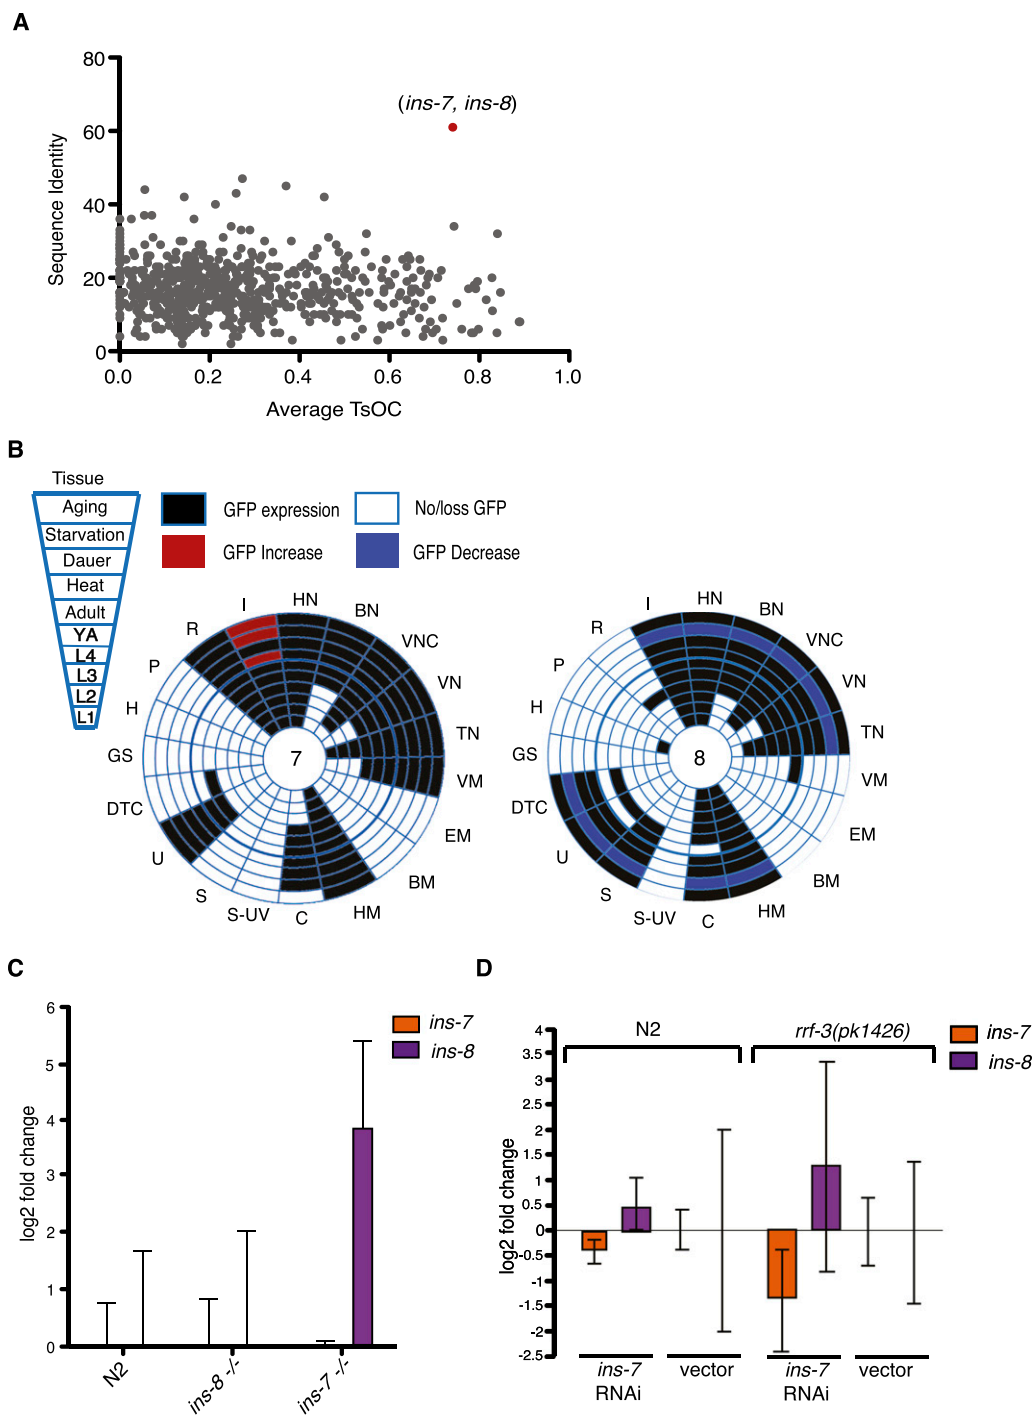 A
80
60
40
20
0
Sequence Identity
(ins-7, ins-8)
0.0 0.2 0.4 0.6 0.8 1.0
Average TsOC
B
Tissue
Aging
Starvation
Dauer
Heat
Adult
YA
L4
L3
L2
L1
GFP expression
No/loss GFP
GFP Increase
GFP Decrease
I
HN
BN
VNC
VN
TN
VM
EM
BM
HM
C
S-UV
S
U
DTC
GS
H
P
R
7
I
HN
BN
VNC
VN
TN
VM
EM
BM
HM
C
S-UV
S
U
DTC
GS
H
P
R
8
C
6
5
4
3
2
1
0
log2 fold change
ins-7
ins-8
N2
ins-8 -/-
ins-7 -/-
D
4
3.5
3
2.5
2
1.5
1
0.5
0
-0.5
-1
-1.5
-2
-2.5
log2 fold change
N2
rrf-3(pk1426)
ins-7
ins-8
ins-7
RNAi
vector
ins-7
RNAi
vector